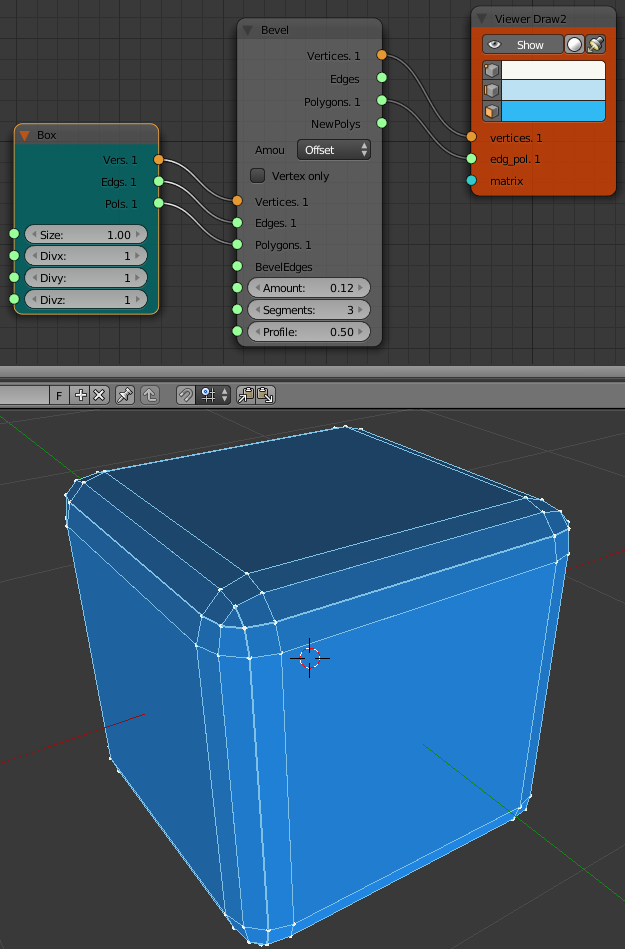 Box
Vers. 1
Edgs. 1
Pols. 1
Size: 1.00
Divx: 1
Divy: 1
Divz: 1
Bevel
Vertices. 1
Edges
Polygons. 1
NewPolys
Amou Offset
Vertex only
Vertices. 1
Edges. 1
Polygons. 1
BevelEdges
Amount: 0.12
Segments: 3
Profile: 0.50
Viewer Draw2
Show
vertices. 1
edg_pol. 1
matrix
F